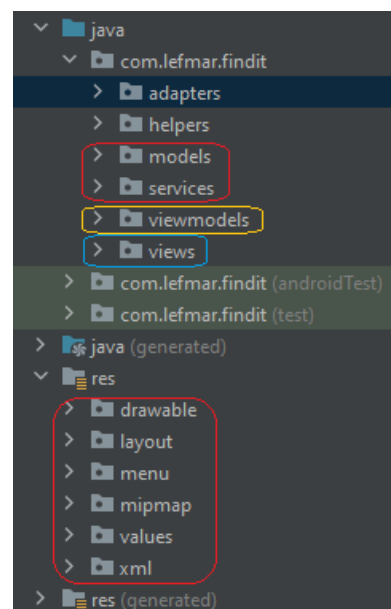 java
com.lefmar.findit
adapters
helpers
models
services
viewmodels
views
com.lefmar.findit (androidTest)
com.lefmar.findit (test)
java (generated)
res
drawable
layout
menu
mipmap
values
xml
res (generated)